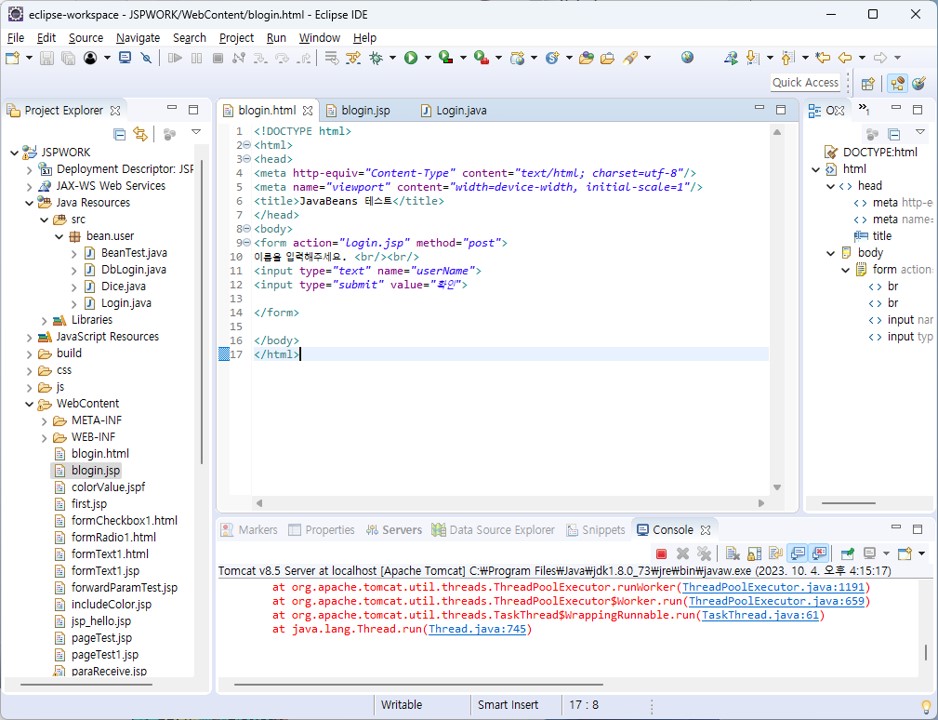 eclipse-workspace - JSPWORK/WebContent/blogin.html - Eclipse IDE
File Edit Source Navigate Search Project Run Window Help
Quick Access
Project Explorer
JSPWORK
Deployment Descriptor: JSP
JAX-WS Web Services
Java Resources
src
bean.user
BeanTest.java
DbLogin.java
Dice.java
Login.java
Libraries
JavaScript Resources
build
css
js
WebContent
META-INF
WEB-INF
blogin.html
blogin.jsp
colorValue.jspf
first.jsp
formCheckbox1.html
formRadio1.html
formText1.html
formText1.jsp
forwardParamTest.jsp
includeColor.jsp
jsp_hello.jsp
pageTest.jsp
pageTest1.jsp
paraReceive.jsp
blogin.html blogin.jsp Login.java
1 <!DOCTYPE html>
2 <html>
3 <head>
4 <meta http-equiv="Content-Type" content="text/html; charset=utf-8"/>
5 <meta name="viewport" content="width=device-width, initial-scale=1"/>
6 <title>JavaBeans 테스트</title>
7 </head>
8 <body>
9 <form action="login.jsp" method="post">
10 이름을 입력해주세요. <br/><br/>
11 <input type="text" name="userName">
12 <input type="submit" value="확인">
13
14 </form>
15
16 </body>
17 </html>
DOCTYPE:html
html
head
meta http-e
meta name=
title
body
form action=
br
br
input nar
input typ
Markers Properties Servers Data Source Explorer Snippets Console
Tomcat v8.5 Server at localhost [Apache Tomcat] C:₩Program Files₩Java₩jdk1.8.0_73₩jre₩bin₩javaw.exe (2023. 10. 4. 오후 4:15:17)
at org.apache.tomcat.util.threads.ThreadPoolExecutor.runWorker(ThreadPoolExecutor.java:1191)
at org.apache.tomcat.util.threads.ThreadPoolExecutor$Worker.run(ThreadPoolExecutor.java:659)
at org.apache.tomcat.util.threads.TaskThread$WrappingRunnable.run(TaskThread.java:61)
at java.lang.Thread.run(Thread.java:745)
Writable Smart Insert 17 : 8